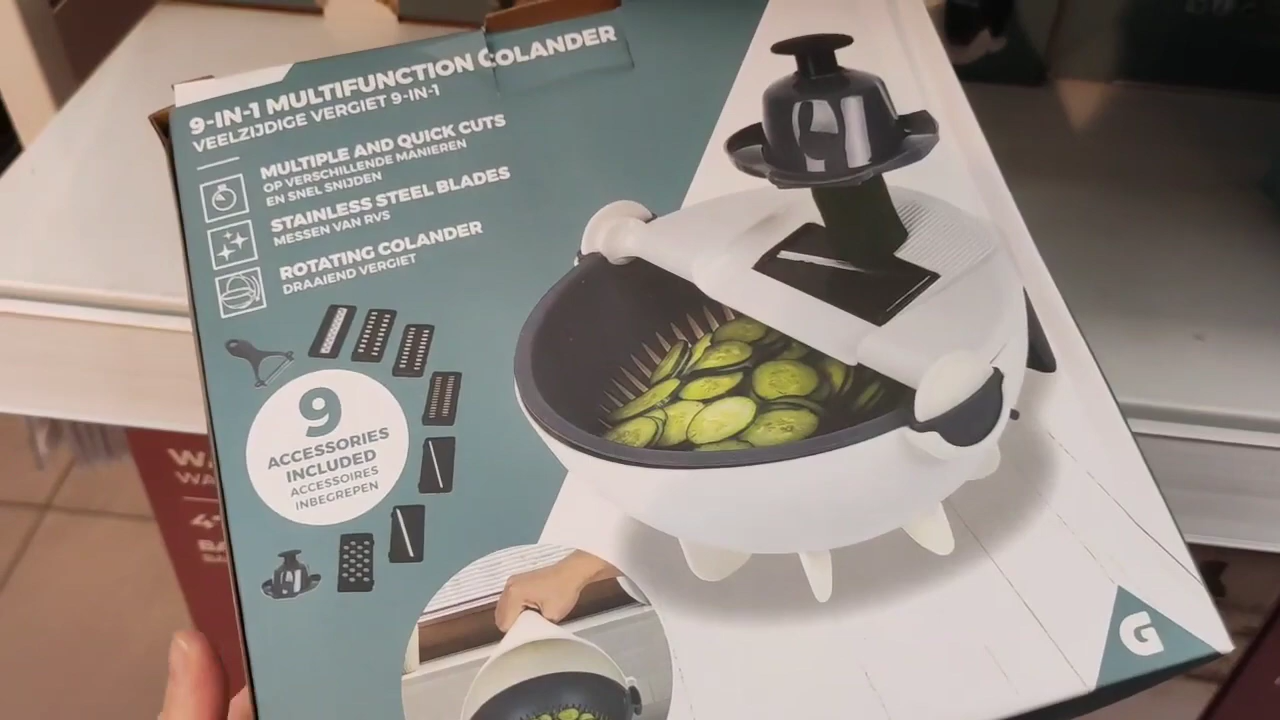 9-IN-1 MULTIFUNCTION COLANDER
VEELZIJDIGE VERGIET 9-IN-1
MULTIPLE AND QUICK CUTS
OP VERSCHILLENDE MANIEREN
EN SNEL SNIJDEN
STAINLESS STEEL BLADES
MESSEN VAN RVS
ROTATING COLANDER
DRAAIEND VERGIET
9
ACCESSORIES
INCLUDED
ACCESSOIRES
INBEGREPEN
G